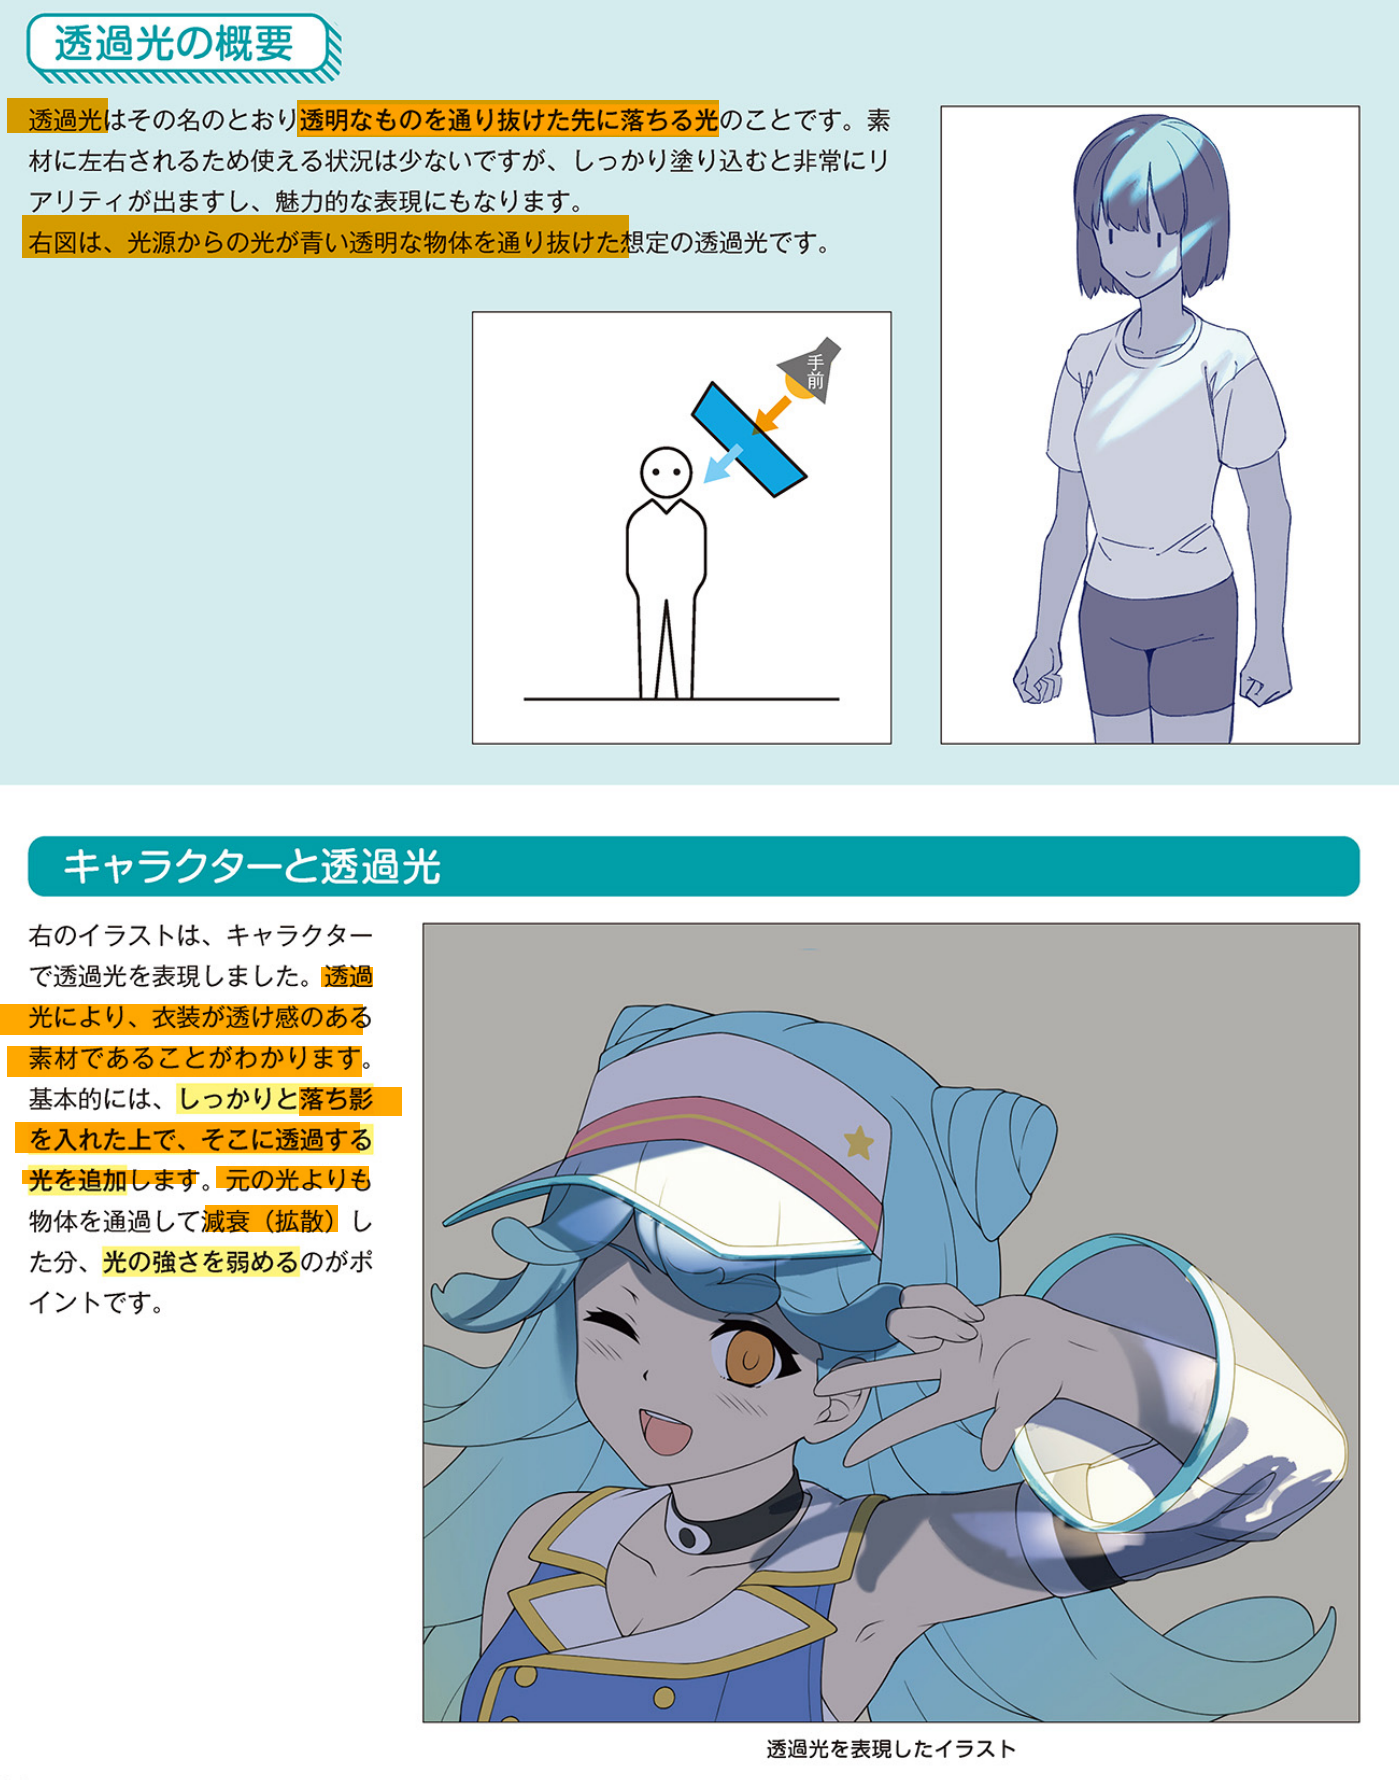 透過光の概要
透過光はその名のとおり透明なものを通り抜けた先に落ちる光のことです。素
材に左右されるため使える状況は少ないですが、しっかり塗り込むと非常にリ
アリティが出ますし、魅力的な表現にもなります。
右図は、光源からの光が青い透明な物体を通り抜けた想定の透過光です。
手前
キャラクターと透過光
右のイラストは、キャラクター
で透過光を表現しました。透過
光により、衣装が透け感のある
素材であることがわかります。
基本的には、しっかりと落ち影
を入れた上で、そこに透過する
光を追加します。元の光よりも
物体を通過して減衰（拡散）し
た分、光の強さを弱めるのがポ
イントです。
透過光を表現したイラスト